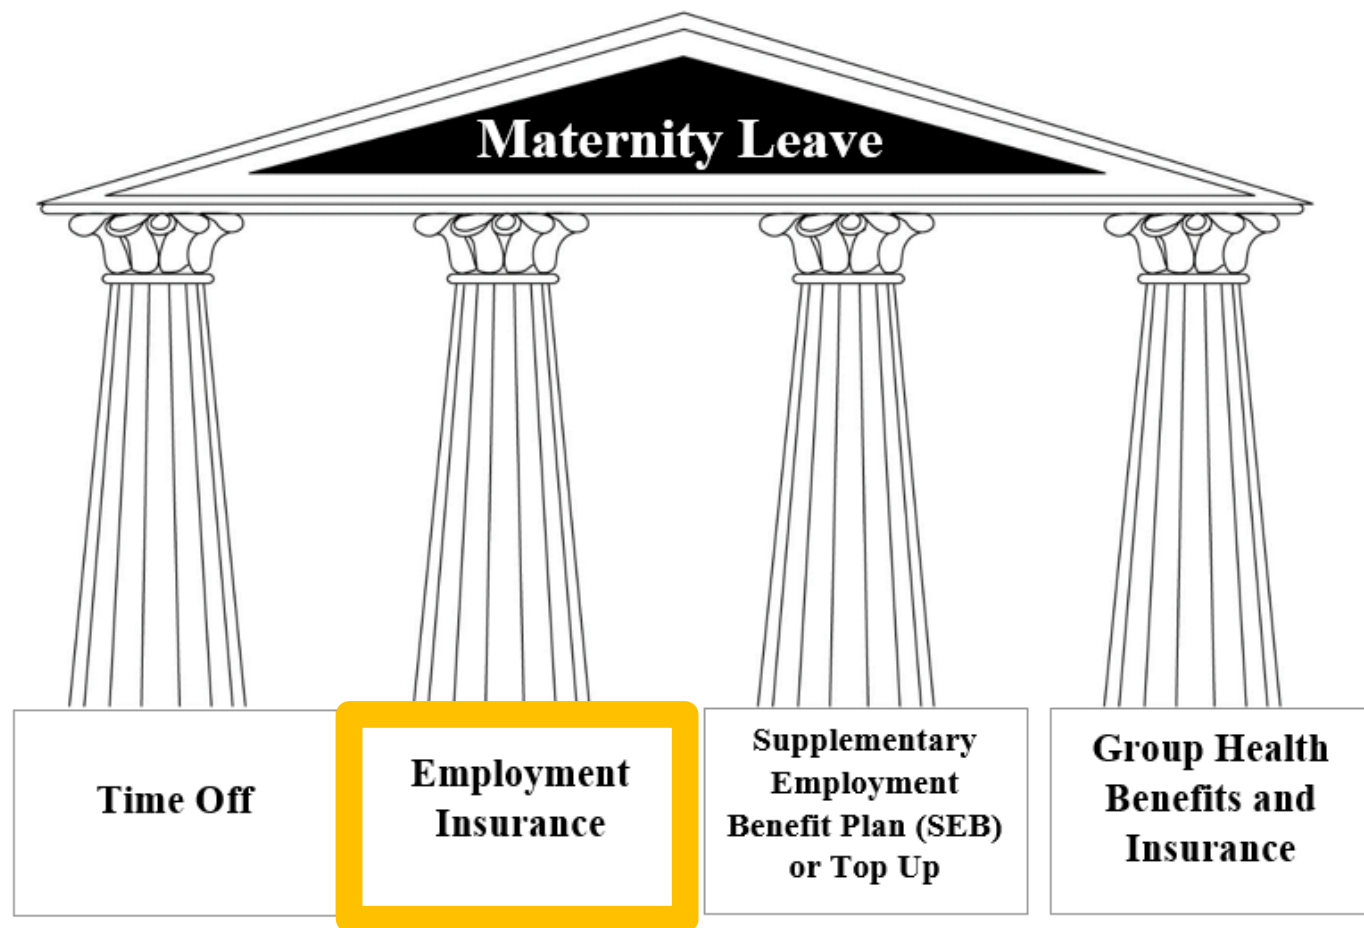 Maternity Leave
Time Off
Employment
Insurance
Supplementary
Employment
Benefit Plan (SEB)
or Top Up
Group Health
Benefits and
Insurance